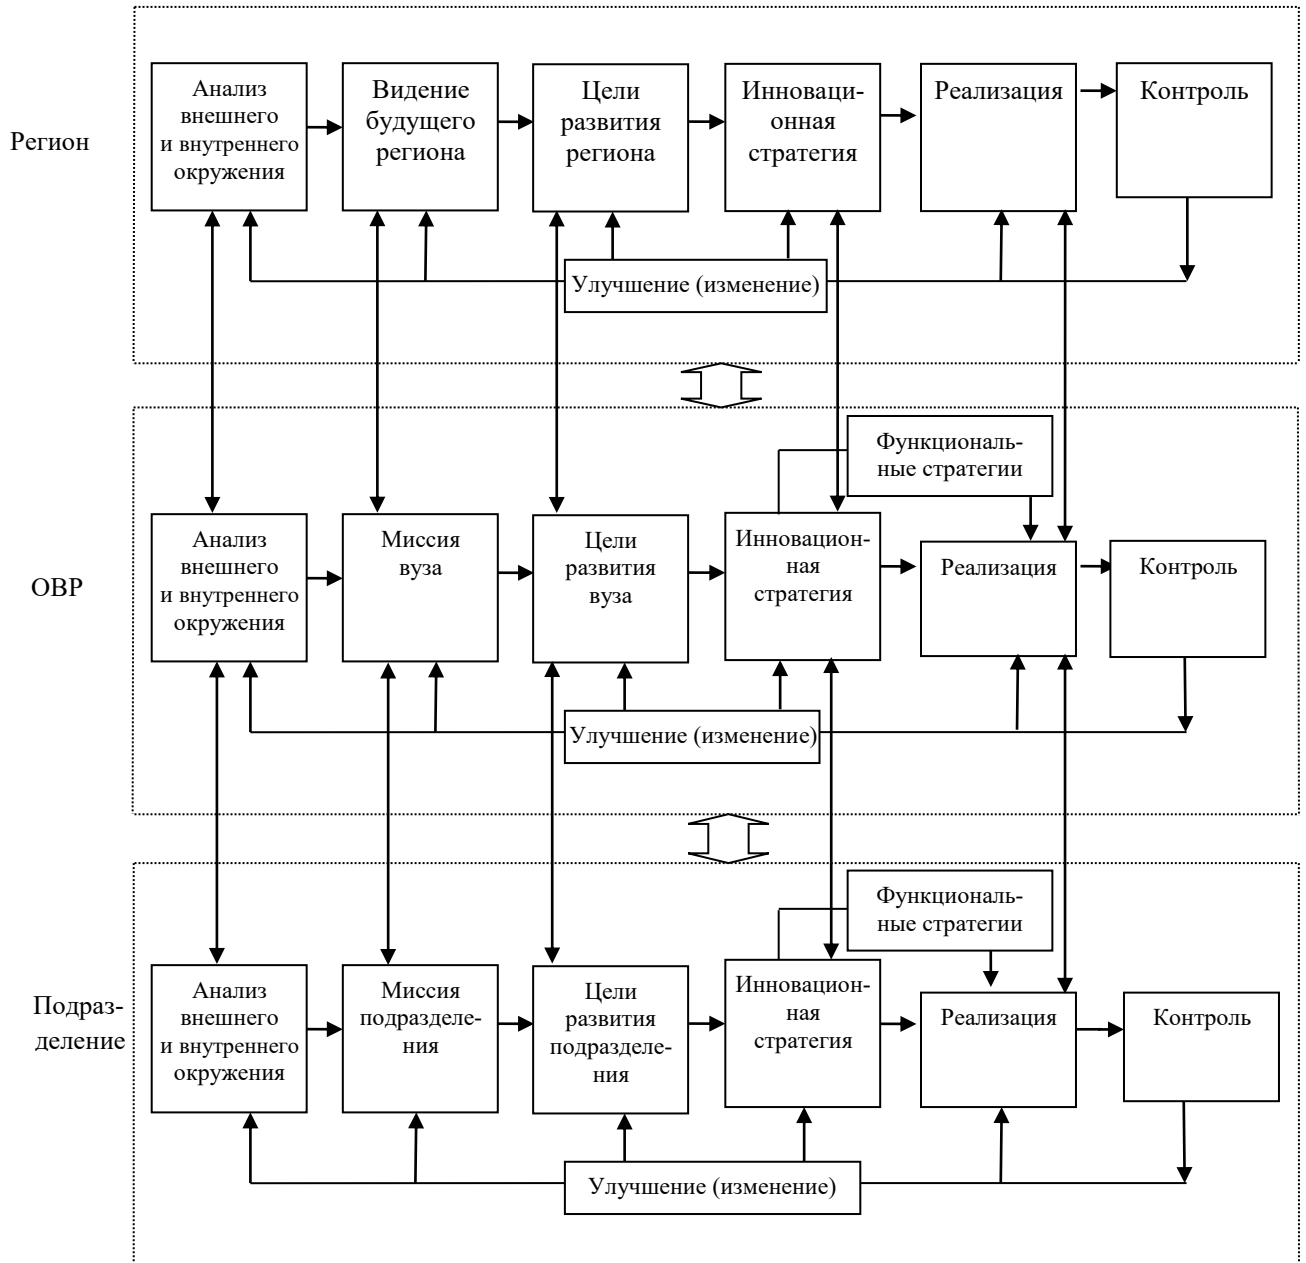 Регион
Анализ
внешнего
и внутреннего
окружения
Видение
будущего
региона
Цели
развития
региона
Инноваци-
онная
стратегия
Реализация
Контроль
Улучшение (изменение)
ОВР
Функциональ-
ные стратегии
Анализ
внешнего
и внутреннего
окружения
Миссия
вуза
Цели
развития
вуза
Инновацион-
ная
стратегия
Реализация
Контроль
Улучшение (изменение)
Подраз-
деление
Функциональ-
ные стратегии
Анализ
внешнего
и внутреннего
окружения
Миссия
подразделе-
ния
Цели
развития
подразделе-
ния
Инновацион-
ная
стратегия
Реализация
Контроль
Улучшение (изменение)